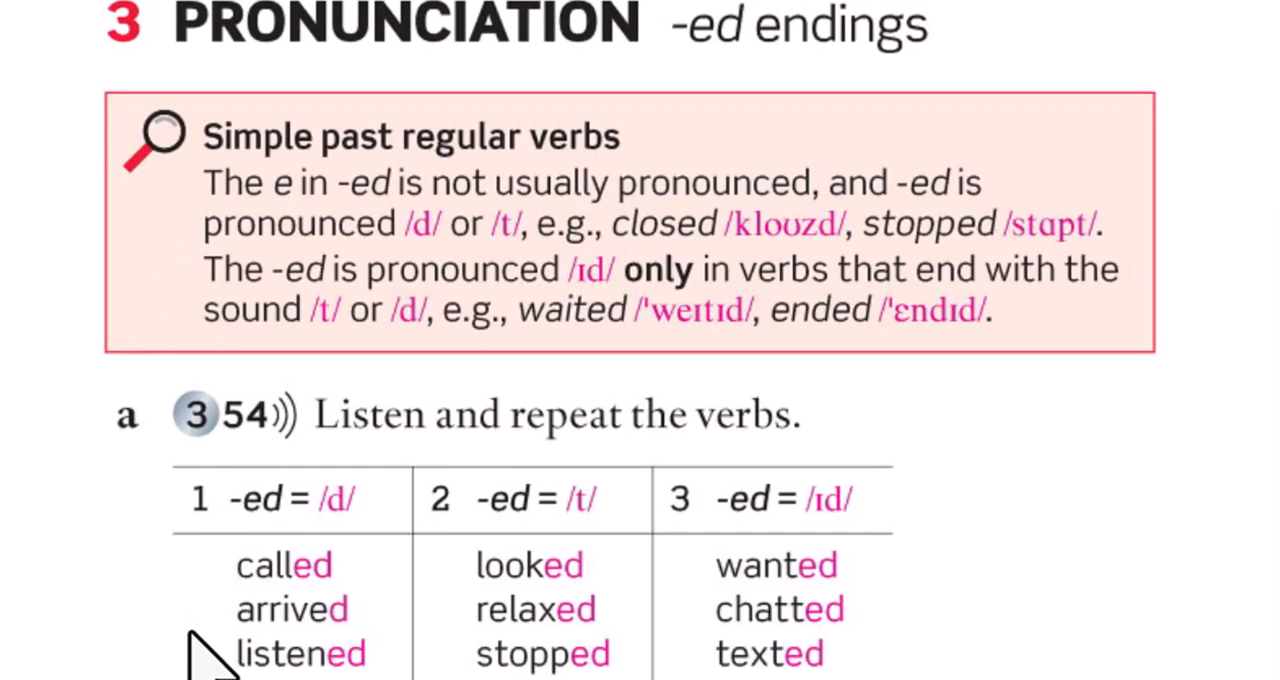 3 PRONUNCIATION -ed endings
Simple past regular verbs
The e in -ed is not usually pronounced, and -ed is
pronounced /d/ or /t/, e.g., closed /kloʊzd/, stopped /stɑpt/.
The -ed is pronounced /ɪd/ only in verbs that end with the
sound /t/ or /d/, e.g., waited /ˈweɪtɪd/, ended /ˈɛndɪd/.
a 3 54))) Listen and repeat the verbs.
1 -ed = /d/ 2 -ed = /t/ 3 -ed = /ɪd/
called looked wanted
arrived relaxed chatted
listened stopped texted